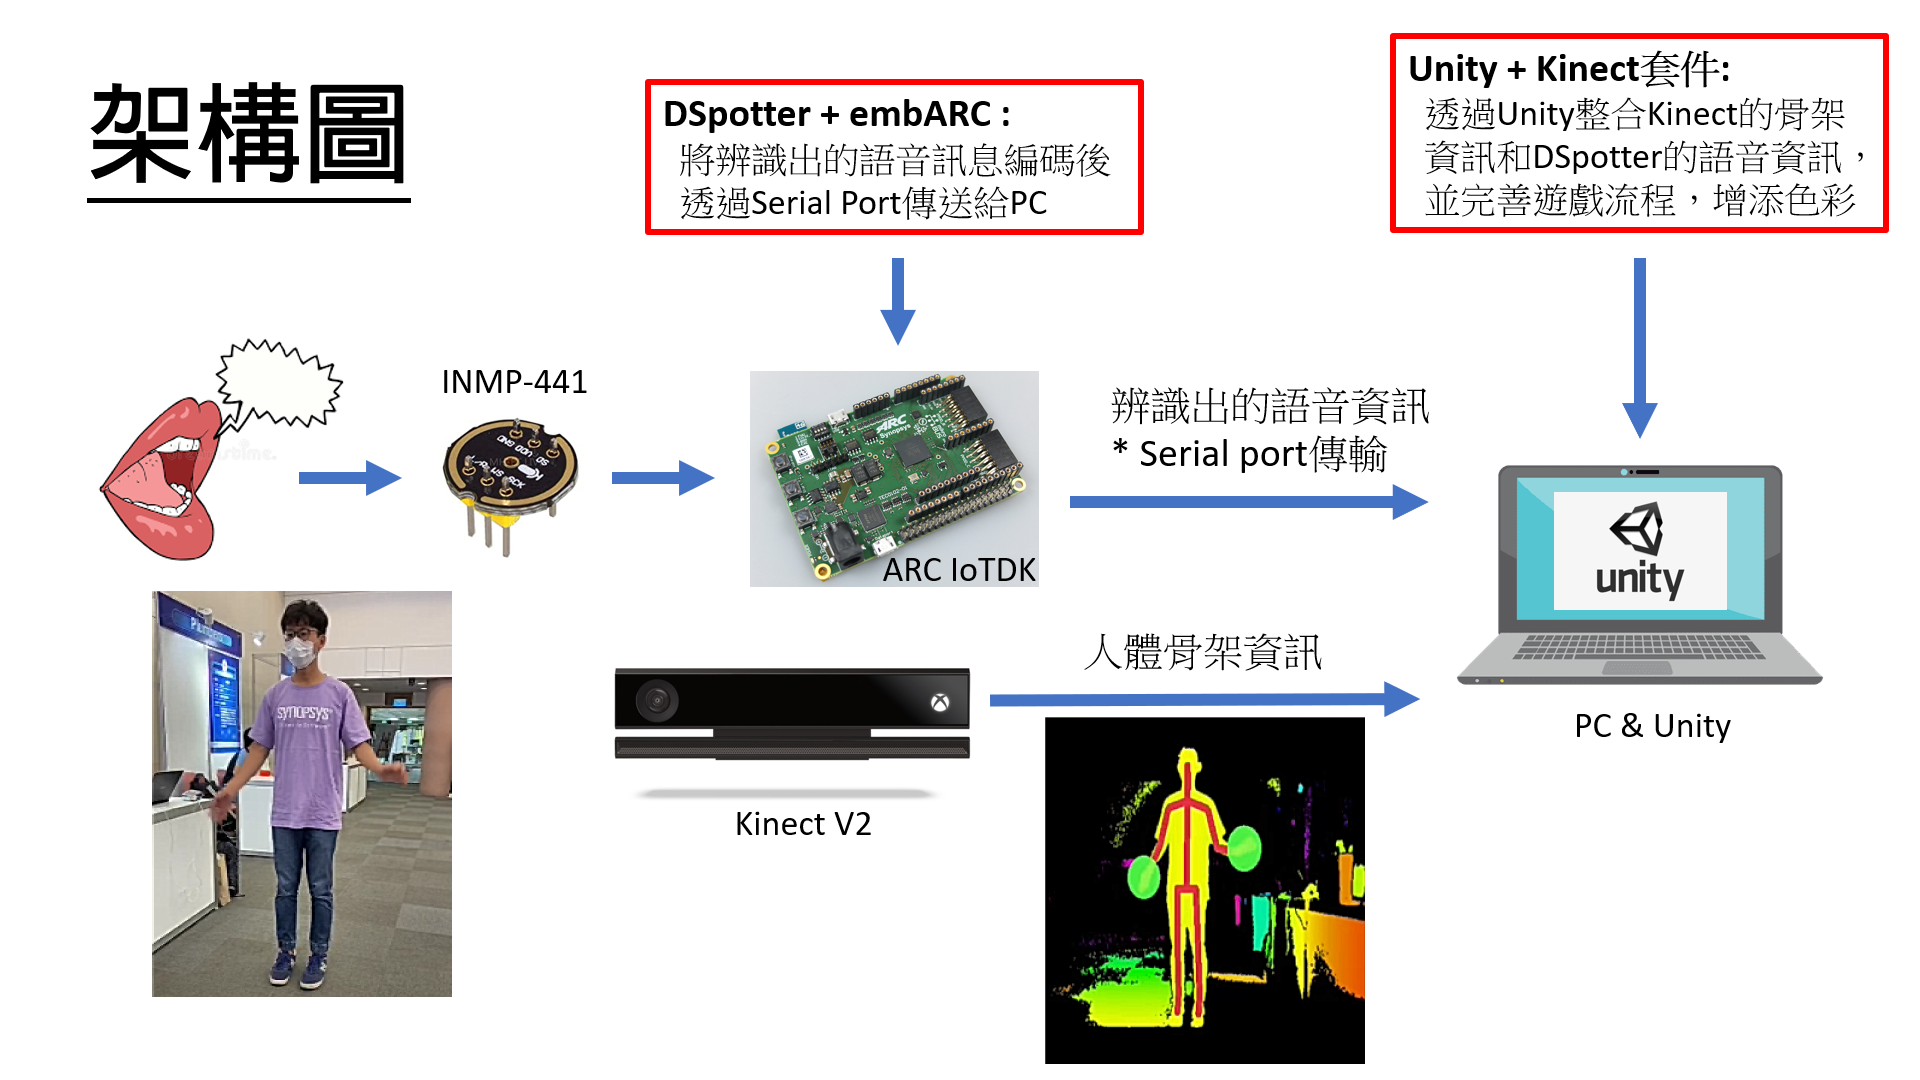 架構圖
DSpotter + embARC :
將辨識出的語音訊息編碼後
透過Serial Port傳送給PC
Unity + Kinect套件:
透過Unity整合Kinect的骨架
資訊和DSpotter的語音資訊，
並完善遊戲流程，增添色彩
INMP-441
辨識出的語音資訊
* Serial port傳輸
ARC
Synopsys
ARC IoTDK
unity
PC & Unity
人體骨架資訊
Kinect V2
SYNOPSYS